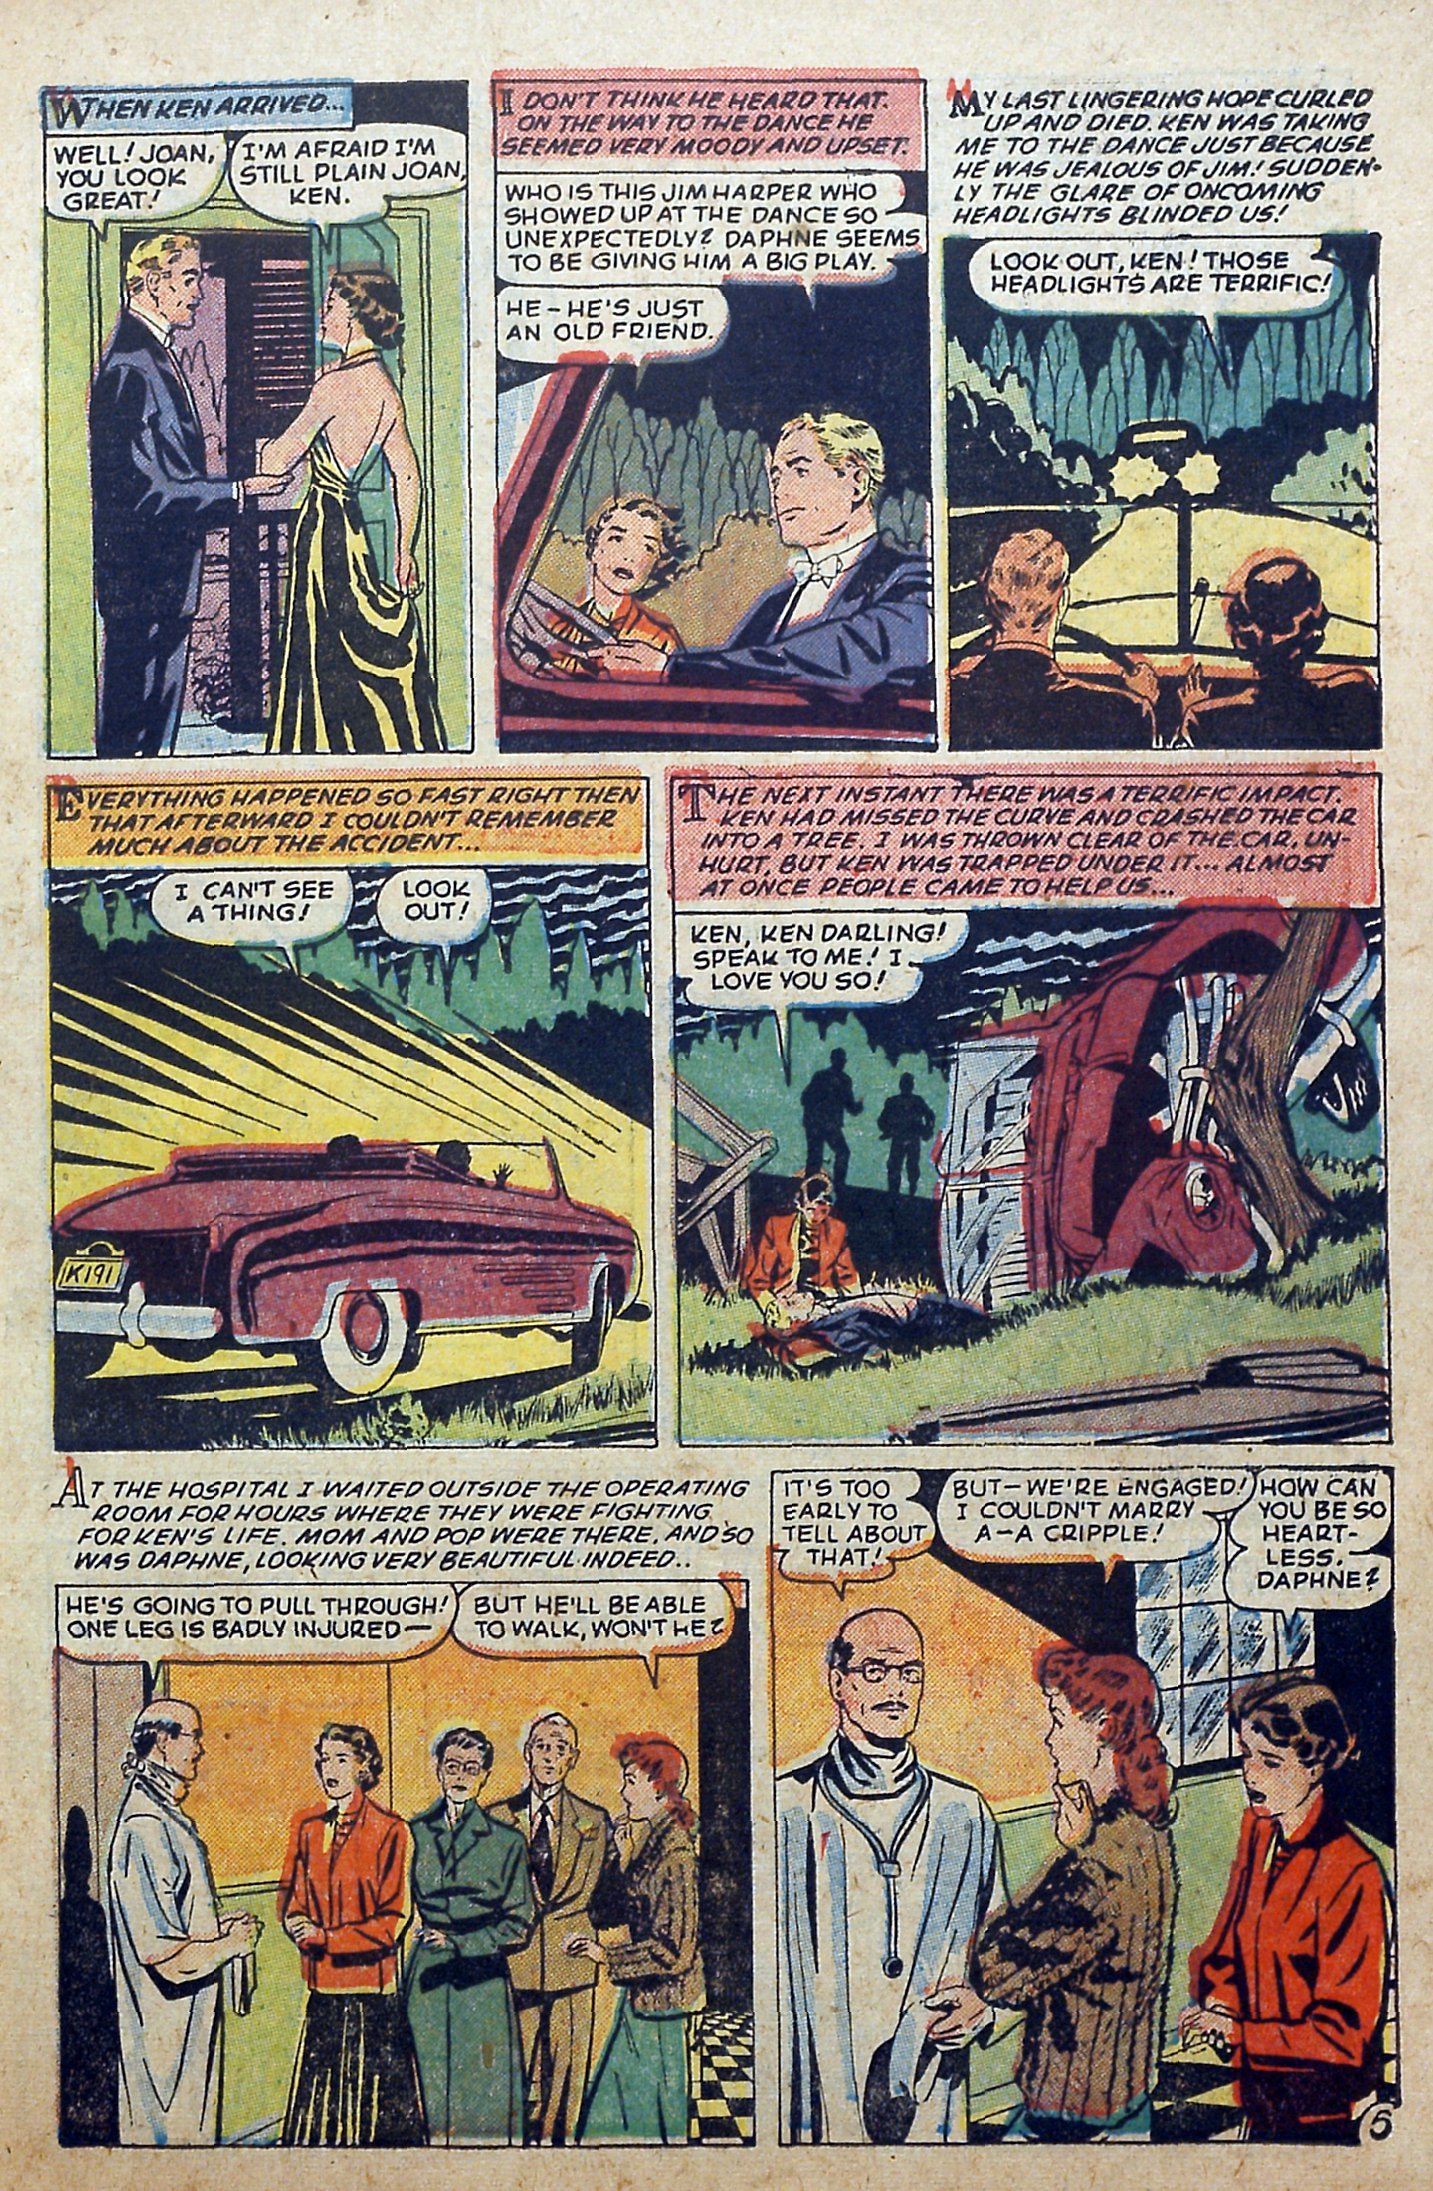 WHEN KEN ARRIVED...
WELL! JOAN,
YOU LOOK
GREAT!
I'M AFRAID I'M
STILL PLAIN JOAN,
KEN.
I DON'T THINK HE HEARD THAT.
ON THE WAY TO THE DANCE HE
SEEMED VERY MOODY AND UPSET.
WHO IS THIS JIM HARPER WHO
SHOWED UP AT THE DANCE SO
UNEXPECTEDLY? DAPHNE SEEMS
TO BE GIVING HIM A BIG PLAY.
HE - HE'S JUST
AN OLD FRIEND.
MY LAST LINGERING HOPE CURLED
UP AND DIED. KEN WAS TAKING
ME TO THE DANCE JUST BECAUSE
HE WAS JEALOUS OF JIM! SUDDEN-
LY THE GLARE OF ONCOMING
HEADLIGHTS BLINDED US!
LOOK OUT, KEN! THOSE
HEADLIGHTS ARE TERRIFIC!
EVERYTHING HAPPENED SO FAST RIGHT THEN
THAT AFTERWARD I COULDN'T REMEMBER
MUCH ABOUT THE ACCIDENT...
I CAN'T SEE
A THING!
LOOK
OUT!
1K191
THE NEXT INSTANT THERE WAS A TERRIFIC IMPACT.
KEN HAD MISSED THE CURVE AND CRASHED THE CAR
INTO A TREE. I WAS THROWN CLEAR OF THE CAR, UN-
HURT, BUT KEN WAS TRAPPED UNDER IT... ALMOST
AT ONCE PEOPLE CAME TO HELP US...
KEN, KEN DARLING!
SPEAK TO ME! I
LOVE YOU SO!
AT THE HOSPITAL I WAITED OUTSIDE THE OPERATING
ROOM FOR HOURS WHERE THEY WERE FIGHTING
FOR KEN'S LIFE. MOM AND POP WERE THERE, AND SO
WAS DAPHNE, LOOKING VERY BEAUTIFUL INDEED..
HE'S GOING TO PULL THROUGH!
ONE LEG IS BADLY INJURED—
BUT HE'LL BE ABLE
TO WALK, WON'T HE?
IT'S TOO
EARLY TO
TELL ABOUT
THAT!
BUT—WE'RE ENGAGED!
I COULDN'T MARRY
A—A CRIPPLE!
HOW CAN
YOU BE SO
HEART-
LESS,
DAPHNE?
5